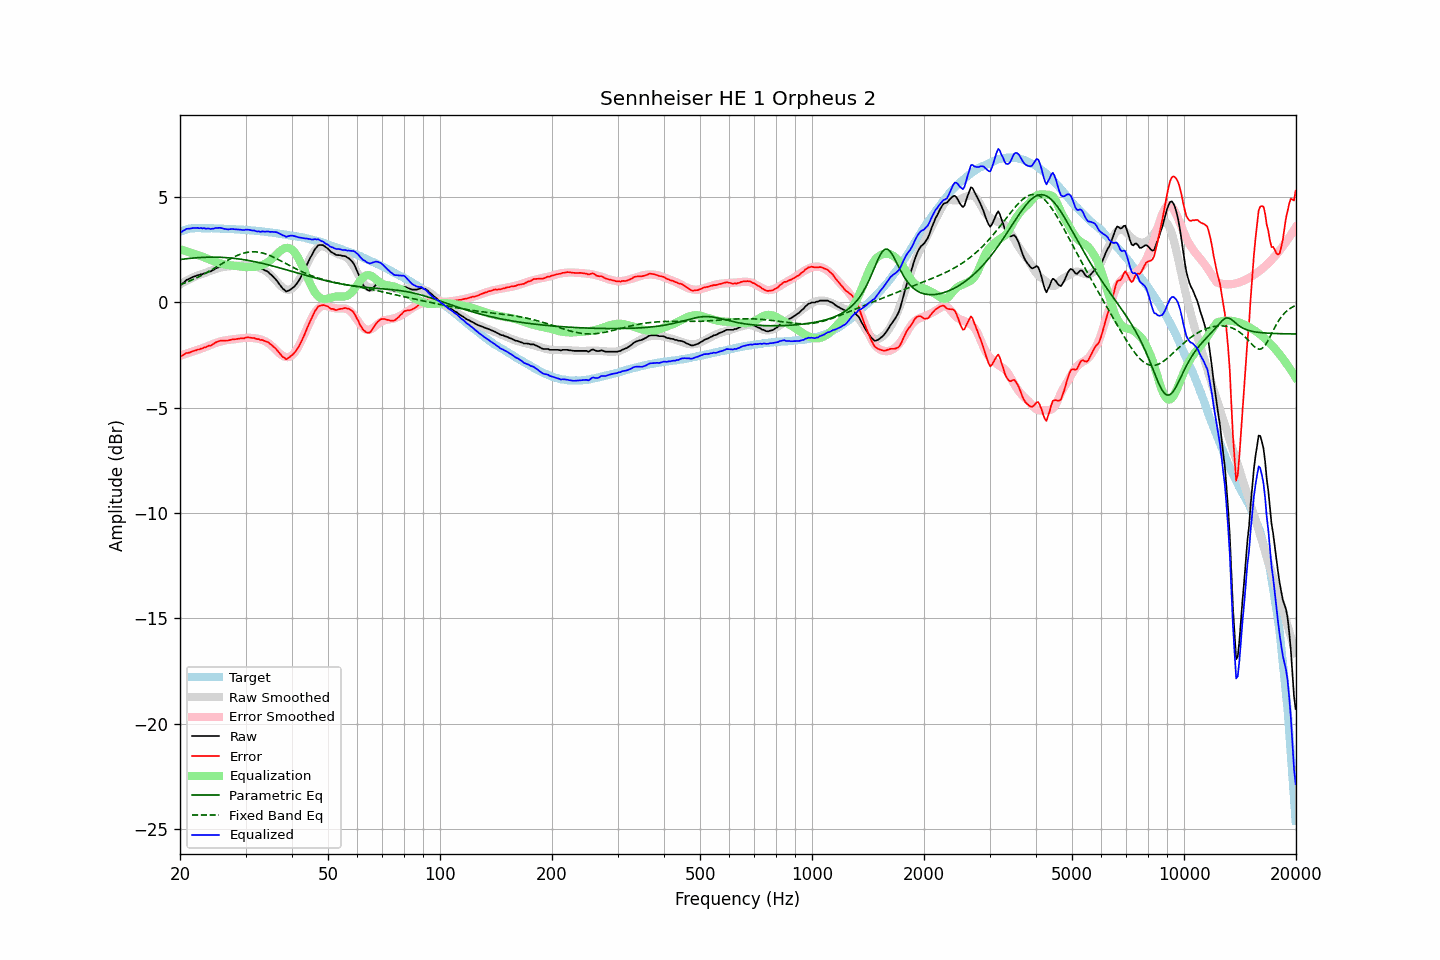 Sennheiser HE 1 Orpheus 2
Amplitude (dBr)
5
0
−5
−10
−15
−20
−25
Target
Raw Smoothed
Error Smoothed
Raw
Error
Equalization
Parametric Eq
Fixed Band Eq
Equalized
20 50 100 200 500 1000 2000 5000 10000 20000
Frequency (Hz)